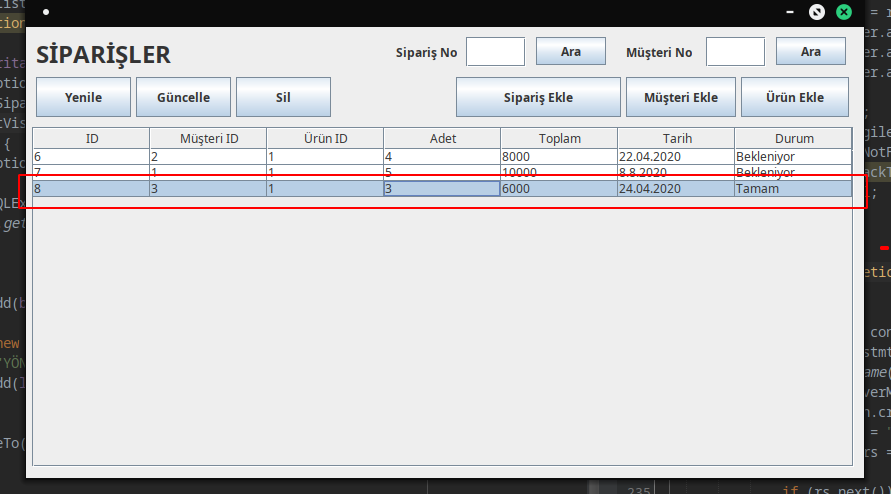 SİPARİŞLER
Sipariş No
Ara
Müşteri No
Ara
Yenile
Güncelle
Sil
Sipariş Ekle
Müşteri Ekle
Ürün Ekle
ID Müşteri ID Ürün ID Adet Toplam Tarih Durum
6 2 1 4 8000 22.04.2020 Bekleniyor
7 1 1 5 10000 8.8.2020 Bekleniyor
8 3 1 3 6000 24.04.2020 Tamam
235
if (rs.next())